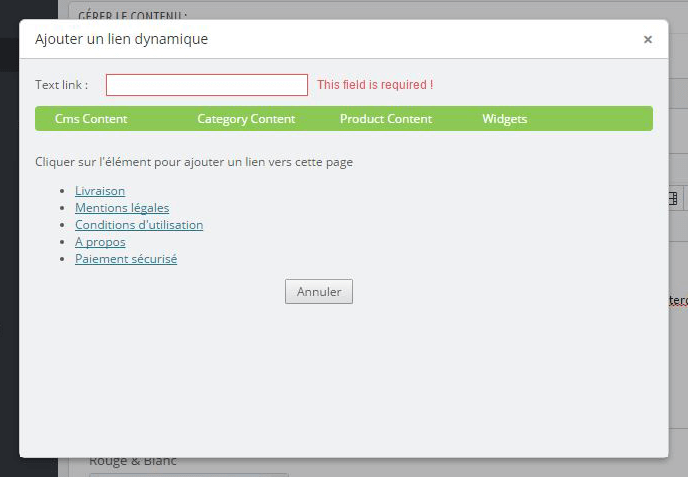 GÉRER LE CONTENU :
Ajouter un lien dynamique ×
Text link : This field is required !
Cms Content Category Content Product Content Widgets
Cliquer sur l'élément pour ajouter un lien vers cette page
• Livraison
• Mentions légales
• Conditions d'utilisation
• A propos
• Paiement sécurisé
Annuler
Rouge & Blanc